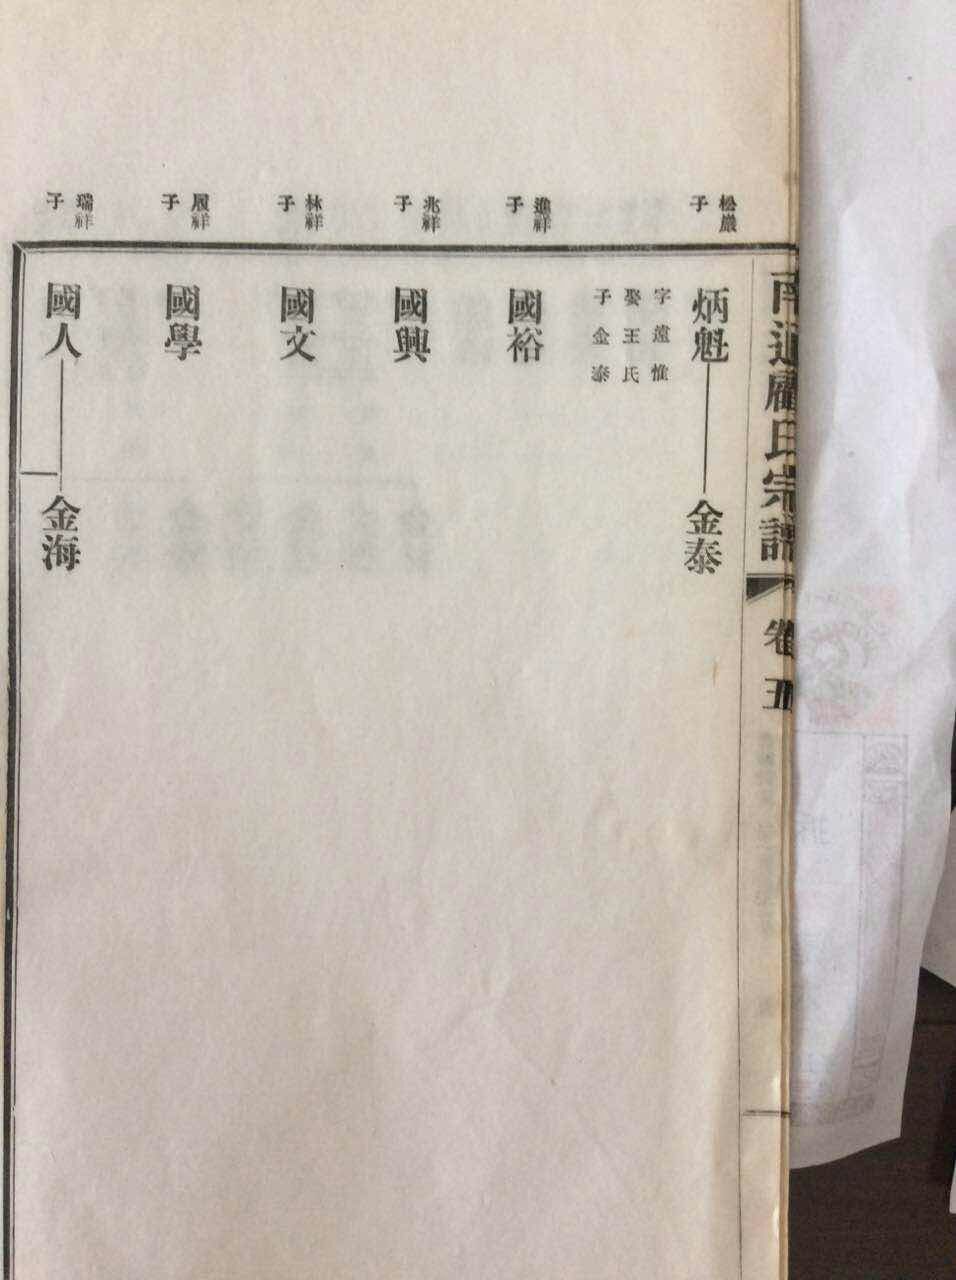 南通顧氏宗譜
卷五
松巖
子
炳魁
字遠惟
娶王氏
子金泰
金泰
進祥
子
國裕
兆祥
子
國興
林祥
子
國文
履祥
子
國學
瑞祥
子
國人
金海